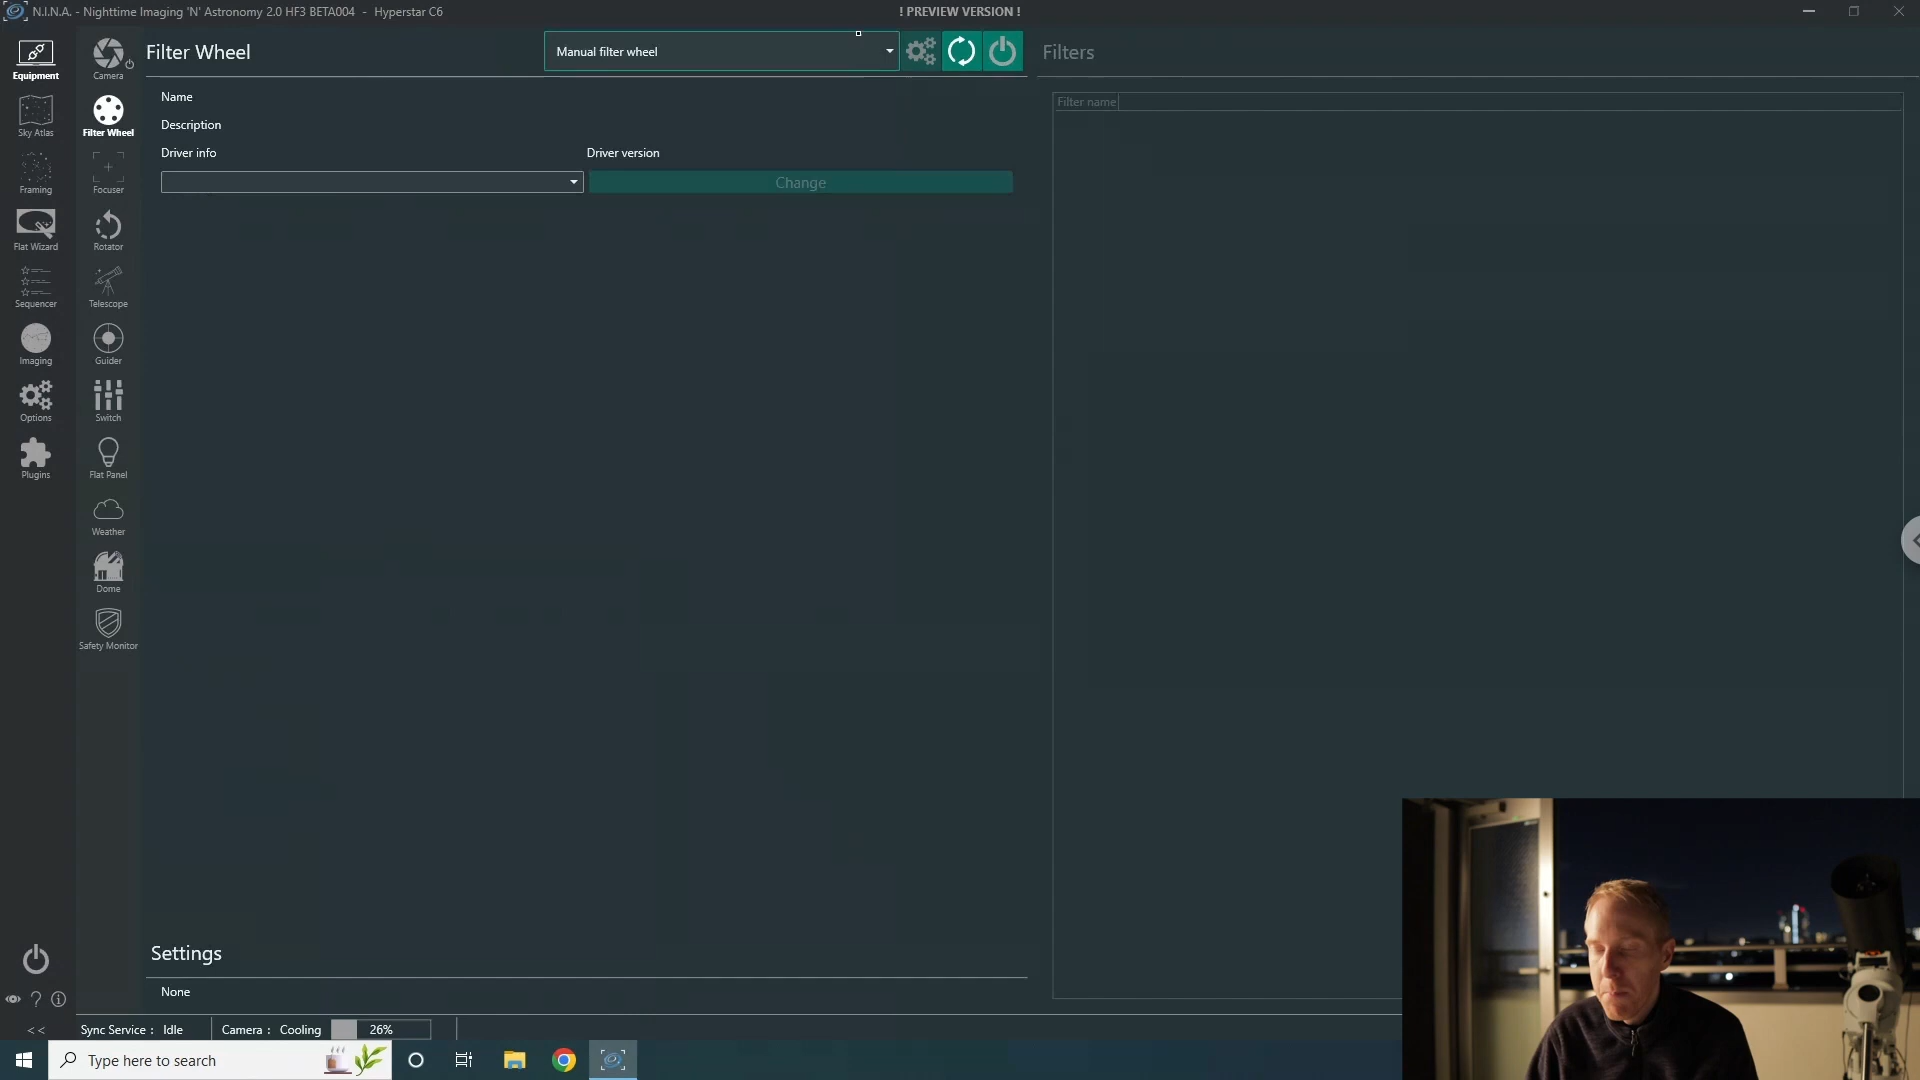 N.I.N.A. - Nighttime Imaging 'N' Astronomy 2.0 HF3 BETA004 - Hyperstar C6
! PREVIEW VERSION !
Equipment
Sky Atlas
Framing
Flat Wizard
Sequencer
Imaging
Options
Plugins
Camera
Filter Wheel
Focuser
Rotator
Telescope
Guider
Switch
Flat Panel
Weather
Dome
Safety Monitor
Filter Wheel
Manual filter wheel
Name
Description
Driver info
Driver version
Change
Settings
None
Filters
Filter name
<<
Sync Service : Idle
Camera : Cooling
26%
Type here to search